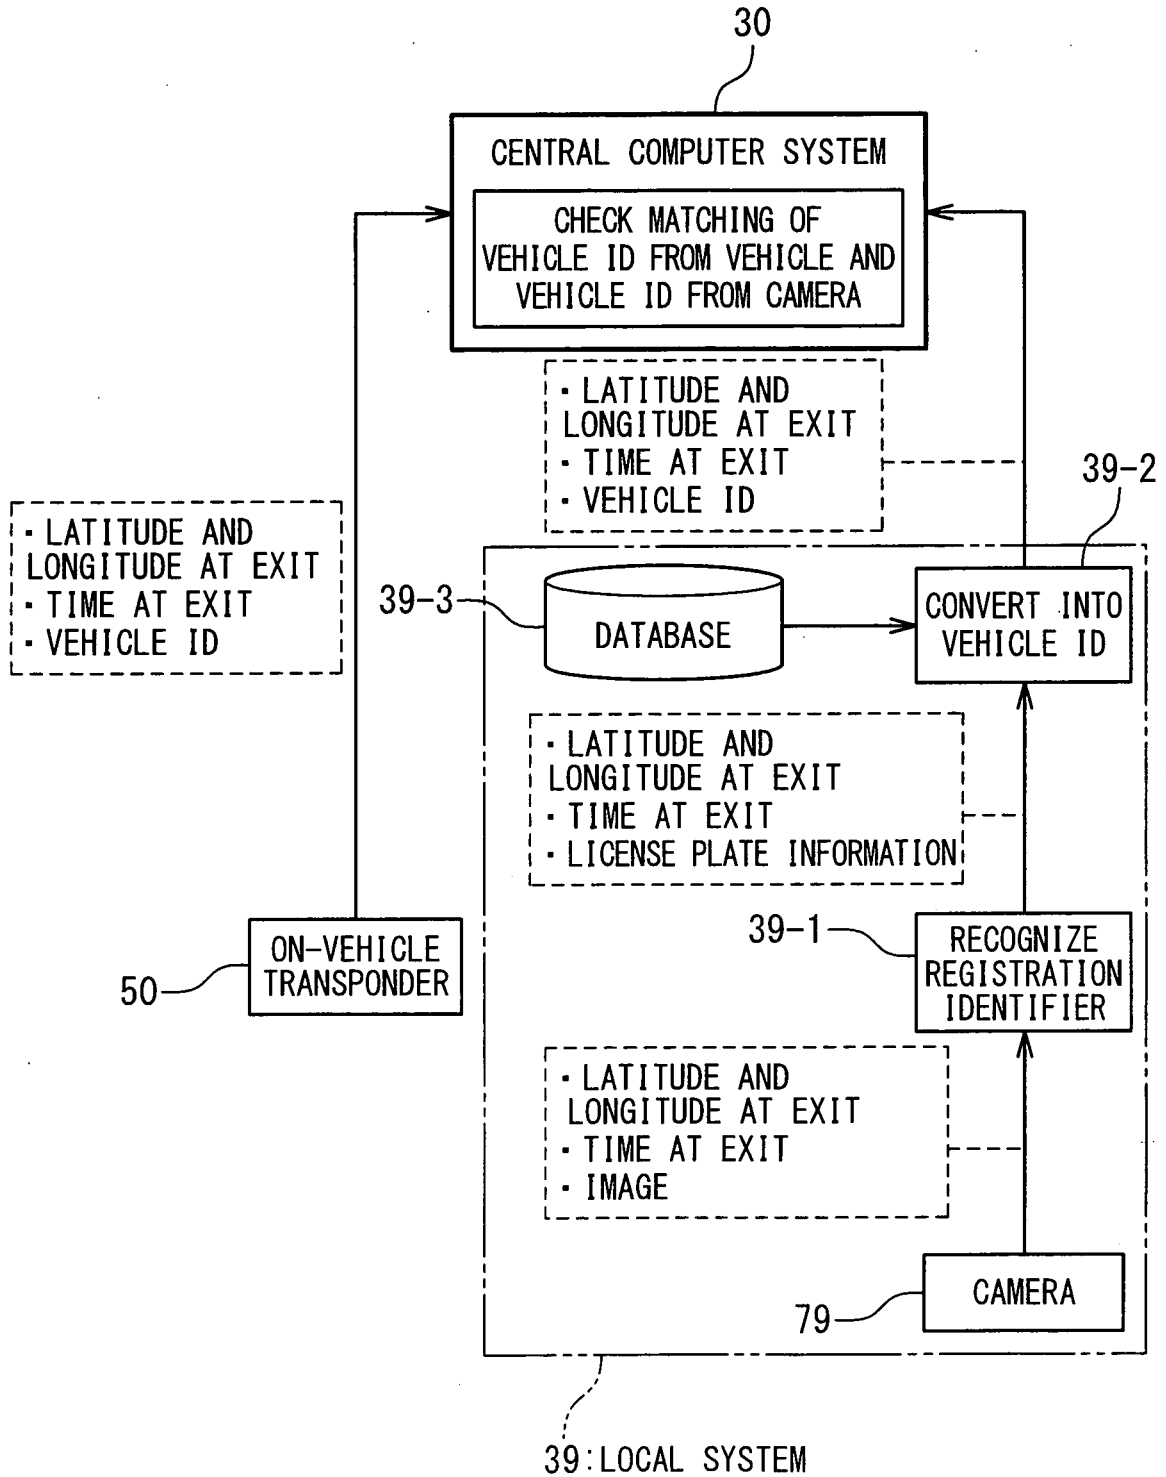 30
CENTRAL COMPUTER SYSTEM
CHECK MATCHING OF
VEHICLE ID FROM VEHICLE AND
VEHICLE ID FROM CAMERA
・LATITUDE AND
LONGITUDE AT EXIT
・TIME AT EXIT
・VEHICLE ID
39-2
・LATITUDE AND
LONGITUDE AT EXIT
・TIME AT EXIT
・VEHICLE ID
39-3
DATABASE
CONVERT INTO
VEHICLE ID
・LATITUDE AND
LONGITUDE AT EXIT
・TIME AT EXIT
・LICENSE PLATE INFORMATION
39-1
RECOGNIZE
REGISTRATION
IDENTIFIER
ON-VEHICLE
TRANSPONDER
50
・LATITUDE AND
LONGITUDE AT EXIT
・TIME AT EXIT
・IMAGE
CAMERA
79
39:LOCAL SYSTEM